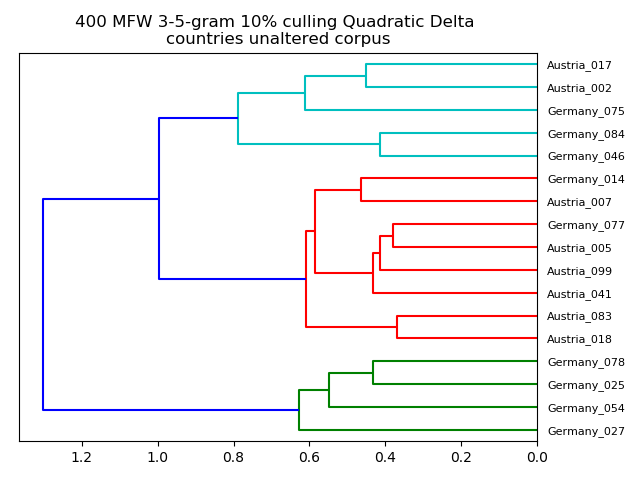 400 MFW 3-5-gram 10% culling Quadratic Delta
countries unaltered corpus
Austria_017
Austria_002
Germany_075
Germany_084
Germany_046
Germany_014
Austria_007
Germany_077
Austria_005
Austria_099
Austria_041
Austria_083
Austria_018
Germany_078
Germany_025
Germany_054
Germany_027
1.2 1.0 0.8 0.6 0.4 0.2 0.0